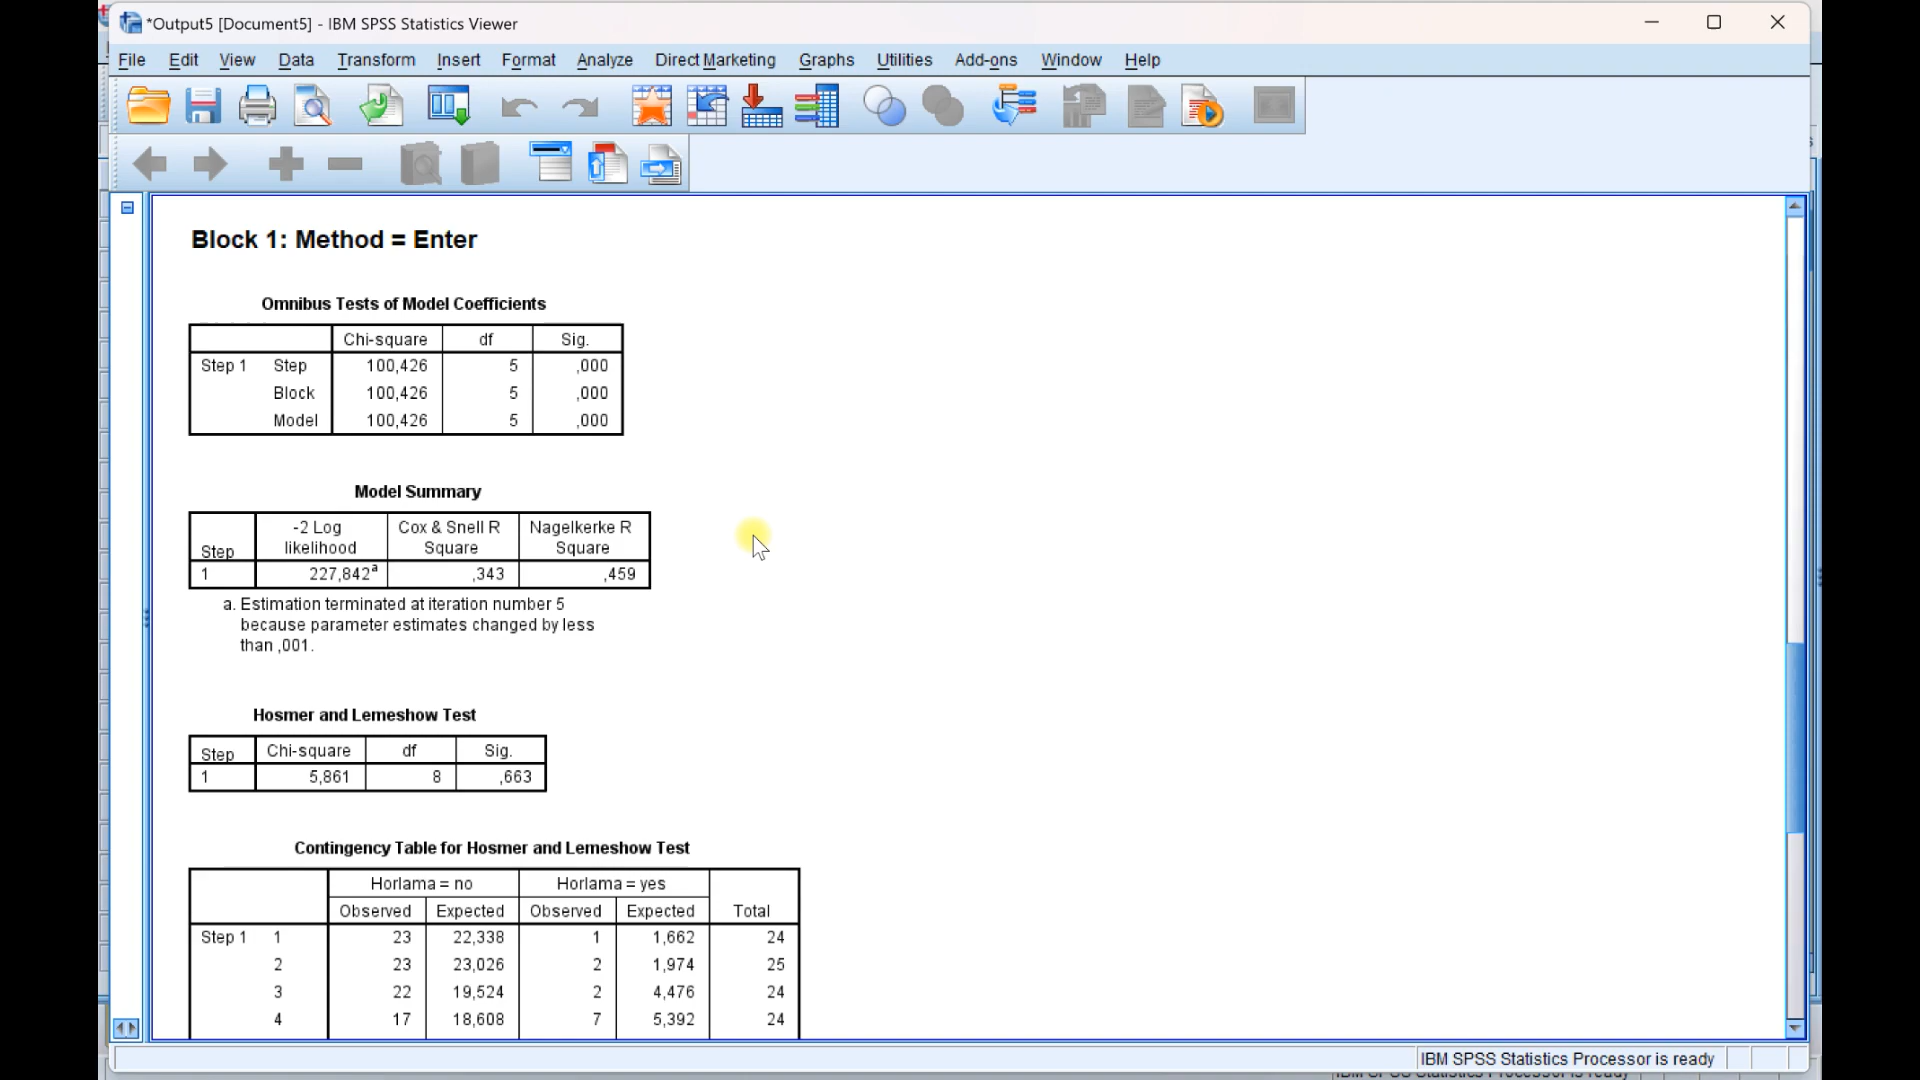 *Output5 [Document5] - IBM SPSS Statistics Viewer
File Edit View Data Transform Insert Format Analyze Direct Marketing Graphs Utilities Add-ons Window Help
Block 1: Method = Enter
Omnibus Tests of Model Coefficients
Chi-square df Sig.
Step 1 Step 100,426 5 ,000
Block 100,426 5 ,000
Model 100,426 5 ,000
Model Summary
Step -2 Log likelihood Cox & Snell R Square Nagelkerke R Square
1 227,842a ,343 ,459
a. Estimation terminated at iteration number 5
because parameter estimates changed by less
than ,001.
Hosmer and Lemeshow Test
Step Chi-square df Sig.
1 5,861 8 ,663
Contingency Table for Hosmer and Lemeshow Test
Horlama = no Horlama = yes
Observed Expected Observed Expected Total
Step 1 1 23 22,338 1 1,662 24
2 23 23,026 2 1,974 25
3 22 19,524 2 4,476 24
4 17 18,608 7 5,392 24
IBM SPSS Statistics Processor is ready